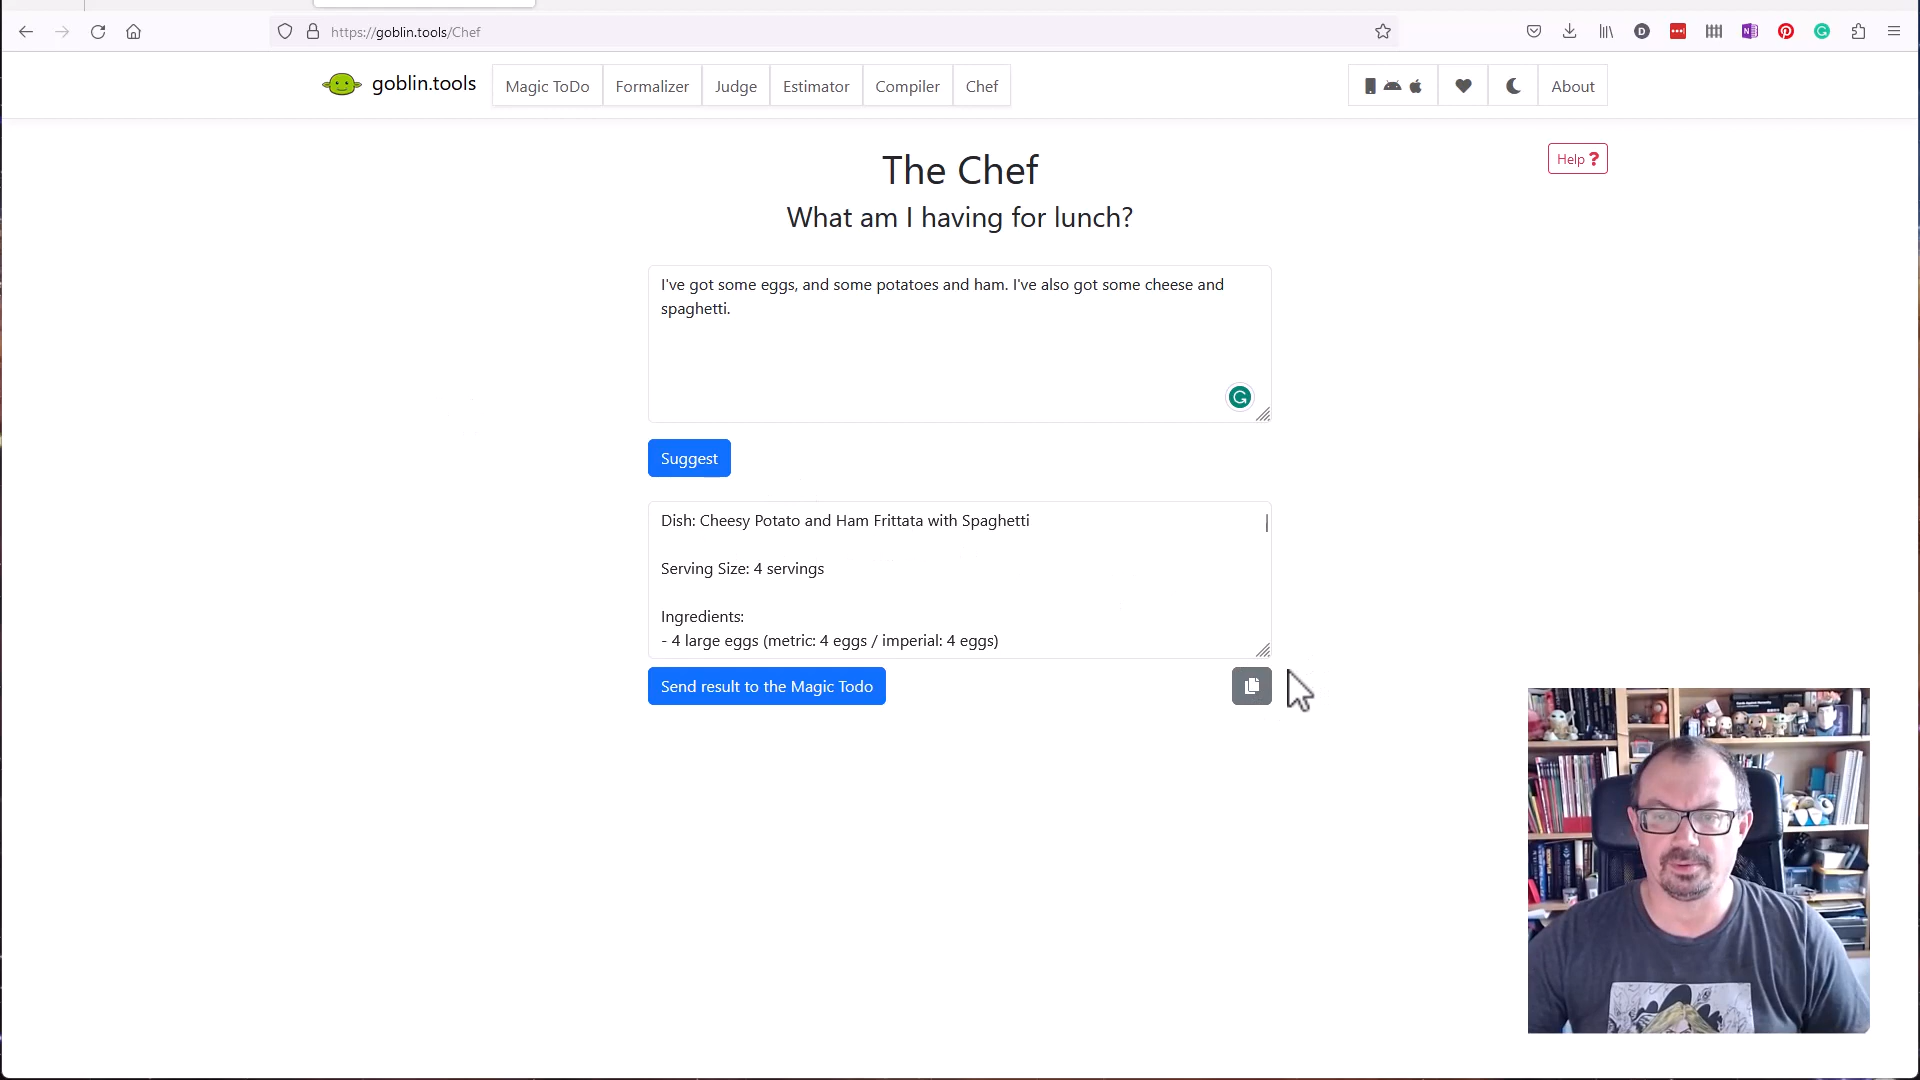 https://goblin.tools/Chef
goblin.tools
Magic ToDo
Formalizer
Judge
Estimator
Compiler
Chef
About
The Chef
Help ?
What am I having for lunch?
I've got some eggs, and some potatoes and ham. I've also got some cheese and
spaghetti.
Suggest
Dish: Cheesy Potato and Ham Frittata with Spaghetti
Serving Size: 4 servings
Ingredients:
- 4 large eggs (metric: 4 eggs / imperial: 4 eggs)
Send result to the Magic Todo